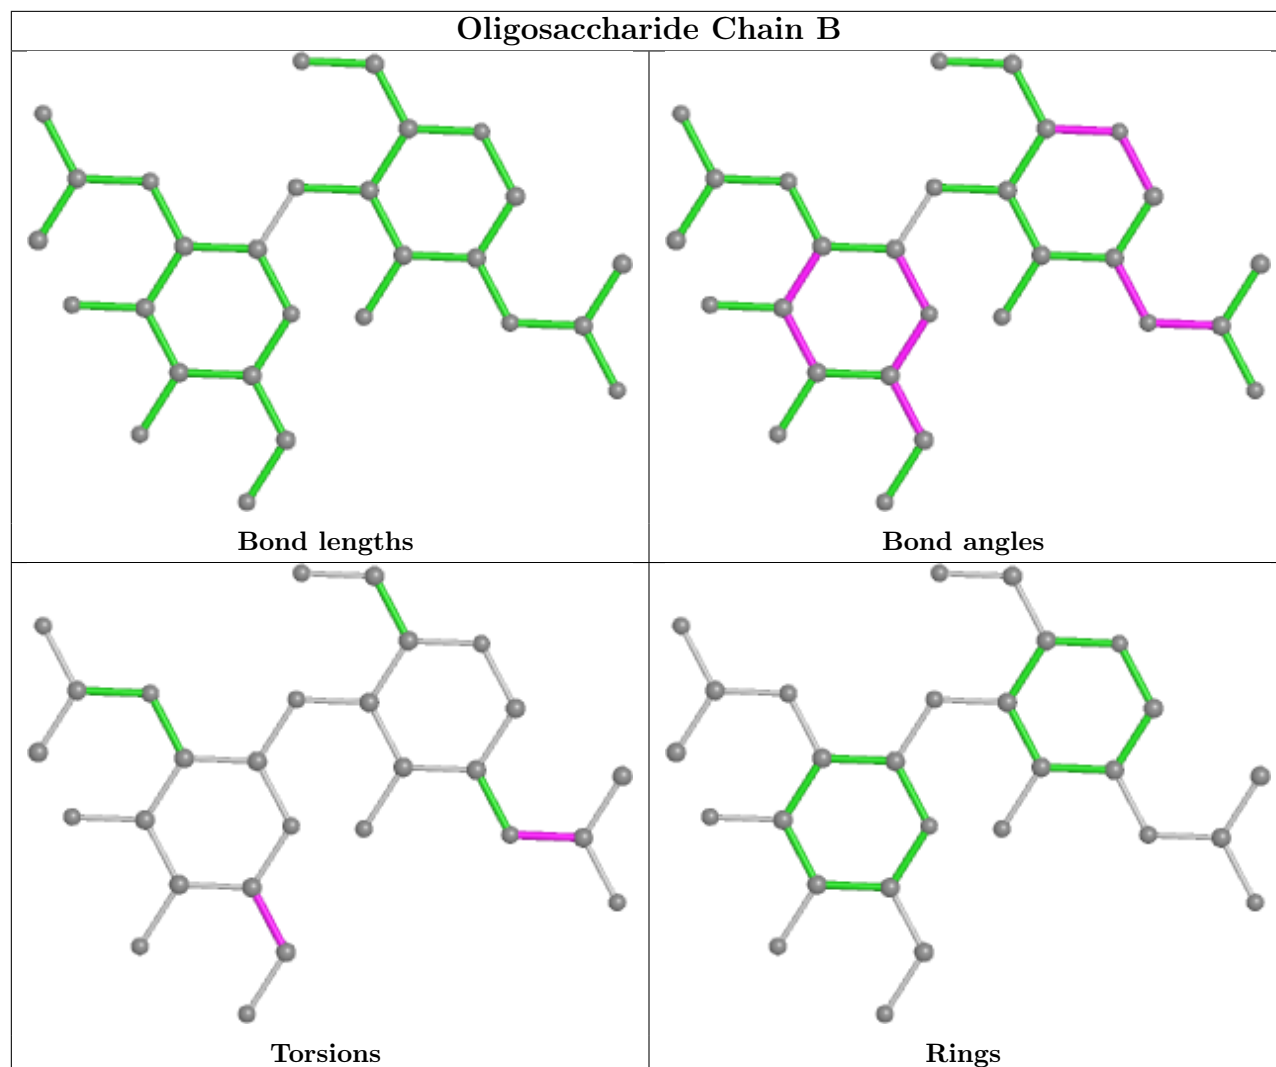 Oligosaccharide Chain B
Bond lengths
Bond angles
Torsions
Rings